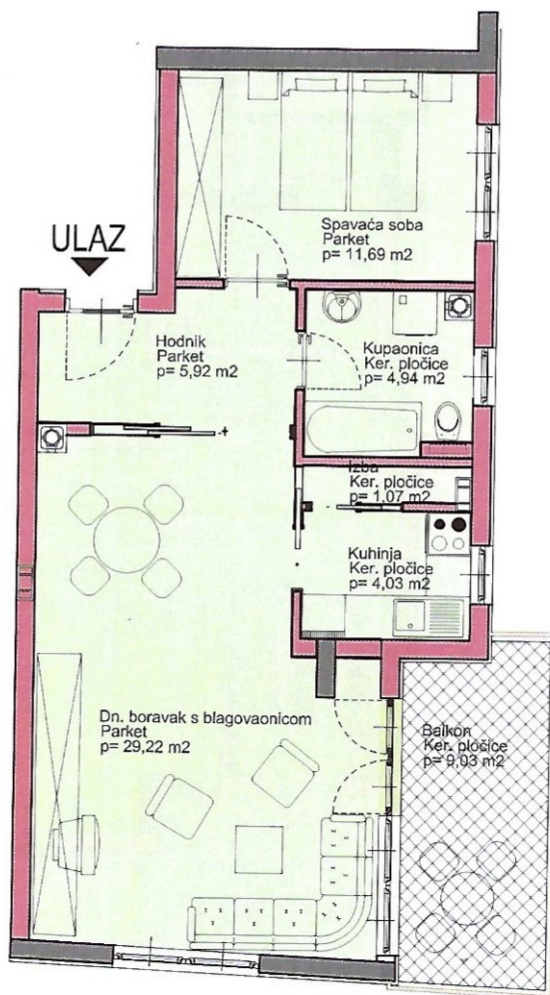 Spavaća soba
Parket
p= 11,69 m2
ULAZ
Hodnik
Parket
p= 5,92 m2
Kupaonica
Ker. pločice
p= 4,94 m2
Izba
Ker. pločice
p= 1,07 m2
Kuhinja
Ker. pločice
p= 4,03 m2
Dn. boravak s blagovaonicom
Parket
p= 29,22 m2
Balkon
Ker. pločice
p= 9,03 m2